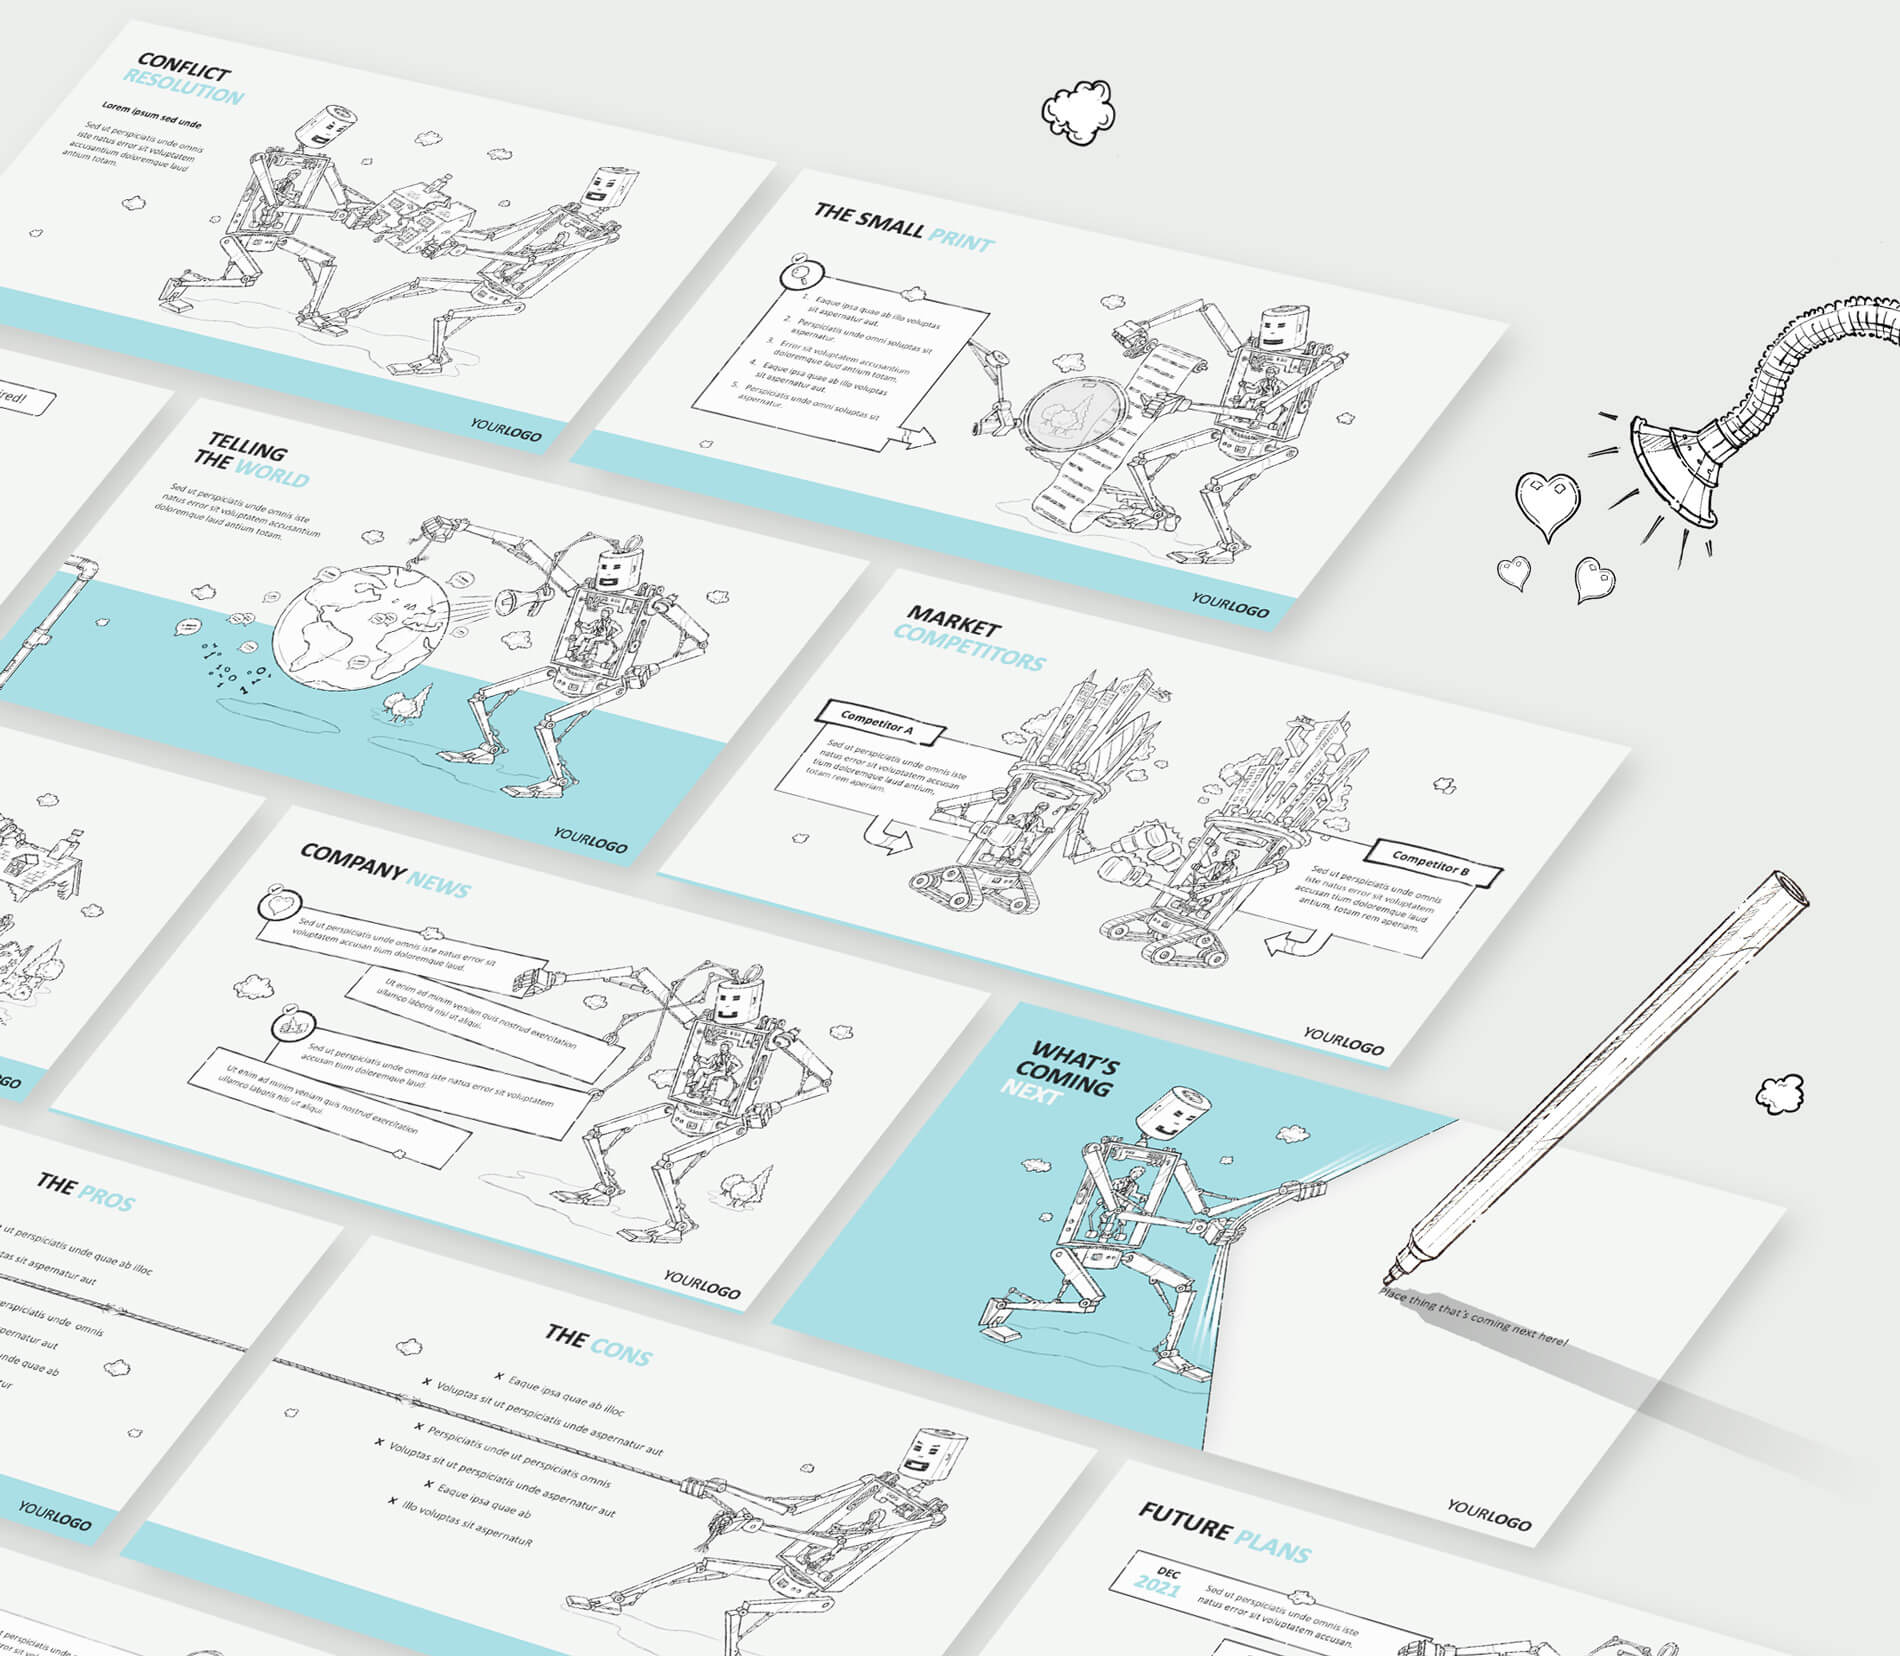 CONFLICT
RESOLUTION
Lorem ipsum sed unde
Sed ut perspiciatis unde omnis
iste natus error sit voluptatem
accusantium doloremque laud
antium totam.
YOURLOGO
THE SMALL PRINT
1. Eaque ipsa quae ab illo voluptas
sit aspernatur aut.
2. Perspiciatis unde omni soluptas sit
aspernatur.
3. Error sit voluptatem accusantium
doloremque laud antium totam.
4. Eaque ipsa quae ab illo voluptas
sit aspernatur aut.
5. Perspiciatis unde omni soluptas sit
aspernatur.
YOURLOGO
ired!
TELLING
THE WORLD
Sed ut perspiciatis unde omnis iste
natus error sit voluptatem accusantium
doloremque laud antium totam.
YOURLOGO
MARKET
COMPETITORS
Competitor A
Sed ut perspiciatis unde omnis iste
natus error sit voluptatem accusan
tium doloremque laud antium,
totam rem aperiam.
Competitor B
Sed ut perspiciatis unde omnis
iste natus error sit voluptatem
accusan tium doloremque laud
antium, totam rem aperiam.
YOURLOGO
OGO
COMPANY NEWS
Sed ut perspiciatis unde omnis iste natus error sit
voluptatem accusan tium doloremque laud.
Ut enim ad minim veniam quis nostrud exercitation
ullamco laboris nisl ut aliqui.
Sed ut perspiciatis unde omnis iste natus error sit voluptatem
accusan tium doloremque laud.
Ut enim ad minim veniam quis nostrud exercitation
ullamco laboris nisi ut aliqui.
YOURLOGO
WHAT'S
COMING
NEXT
Place thing that's coming next here!
YOURLOGO
THE PROS
ut perspiciatis unde quae ab illoc
tas sit aspernatur aut
erspiciatis unde omnis
pernatur aut
unde quae ab
tur
YOURLOGO
THE CONS
x Eaque ipsa quae ab illoc
x Voluptas sit ut perspiciatis unde aspernatur aut
x Perspiciatis unde ut perspiciatis omnis
x Voluptas sit ut perspiciatis unde aspernatur aut
x Eaque ipsa quae ab
x Illo voluptas sit aspernatuR
FUTURE PLANS
DEC
2021
Sed ut perspiciatis unde omnis iste
natus error sit voluptatem accusan.